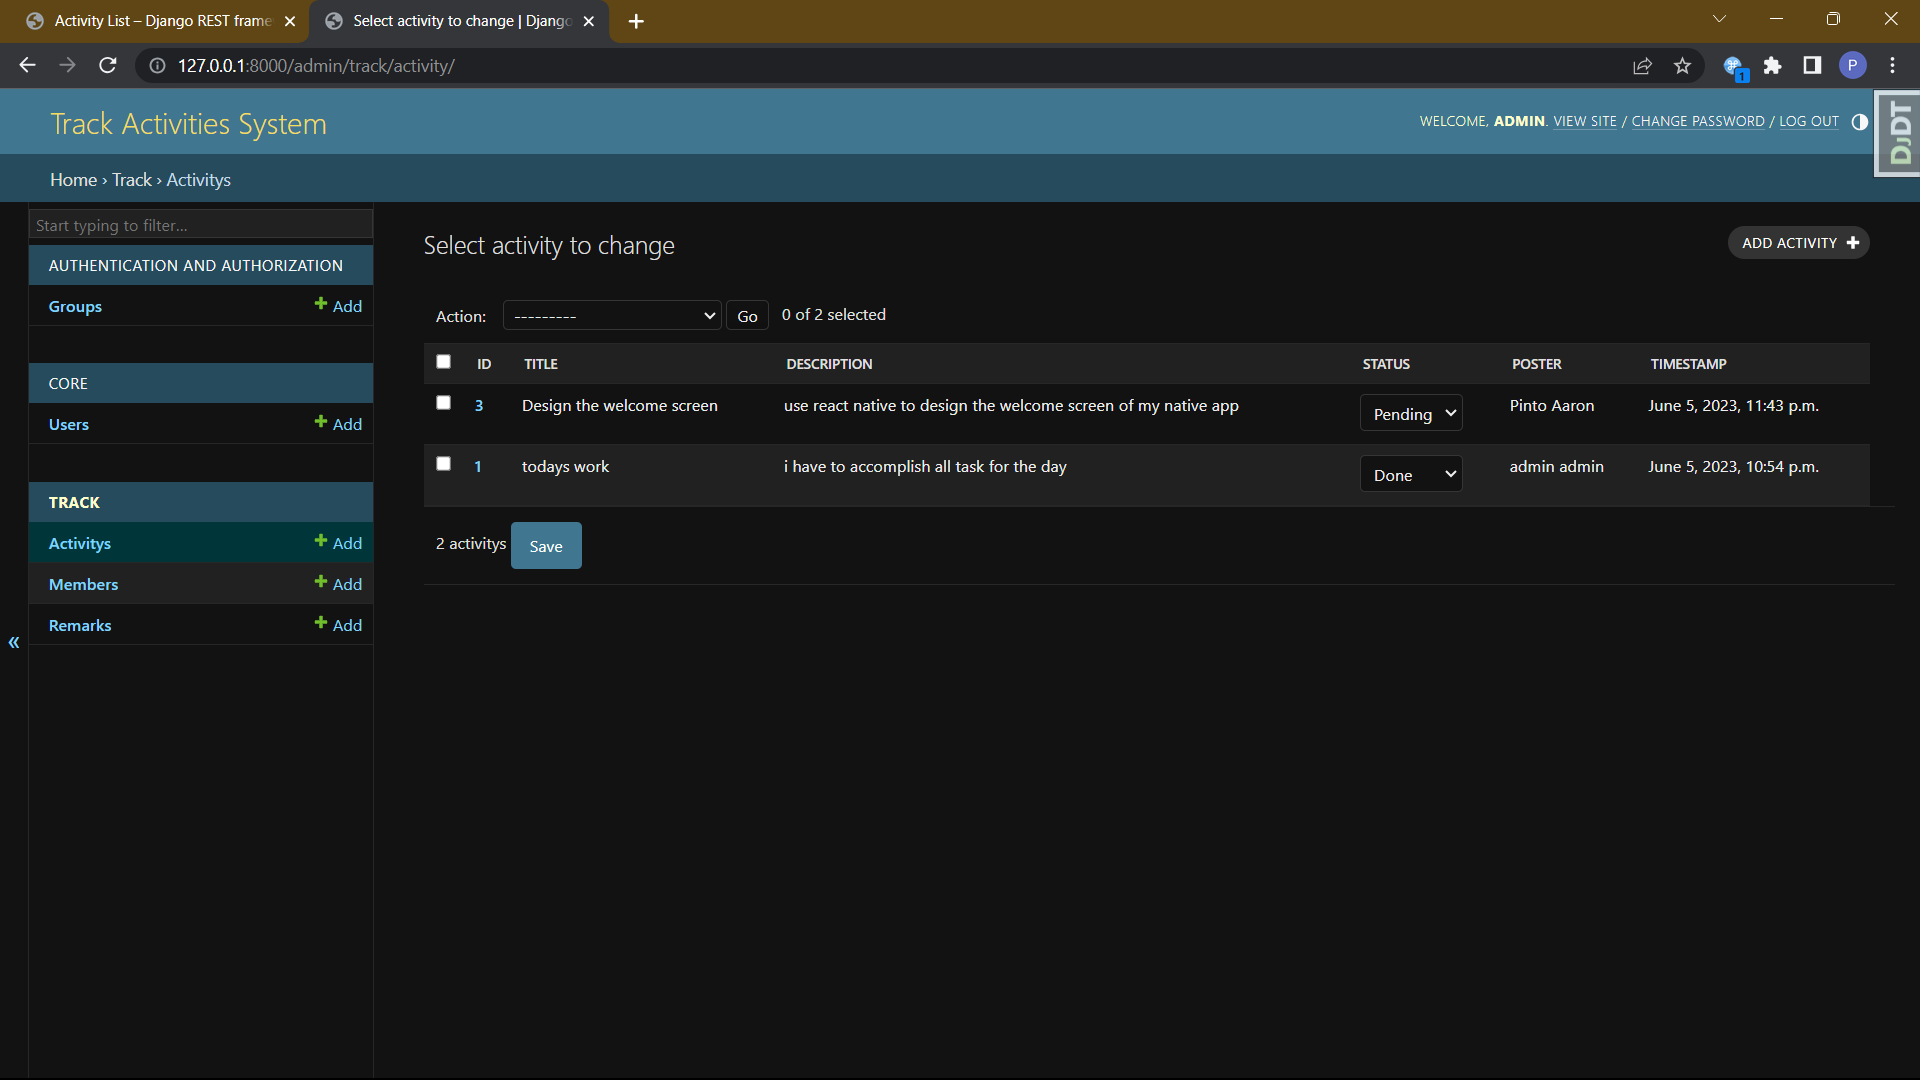 Activity List – Django REST frame
Select activity to change | Django
127.0.0.1:8000/admin/track/activity/
1
P
Track Activities System
WELCOME, ADMIN. VIEW SITE / CHANGE PASSWORD / LOG OUT
DJDT
Home › Track › Activitys
Start typing to filter...
AUTHENTICATION AND AUTHORIZATION
Groups + Add
CORE
Users + Add
TRACK
Activitys + Add
Members + Add
Remarks + Add
«
Select activity to change
ADD ACTIVITY +
Action: --------- Go 0 of 2 selected
ID TITLE DESCRIPTION STATUS POSTER TIMESTAMP
3 Design the welcome screen use react native to design the welcome screen of my native app Pending Pinto Aaron June 5, 2023, 11:43 p.m.
1 todays work i have to accomplish all task for the day Done admin admin June 5, 2023, 10:54 p.m.
2 activitys Save